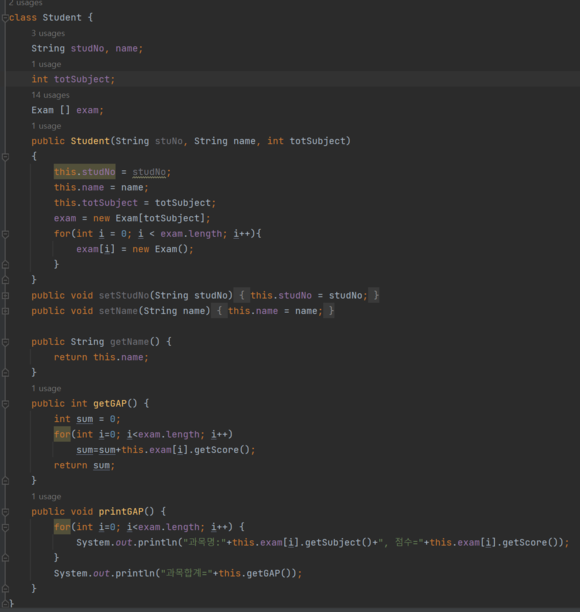 2 usages
class Student {
3 usages
String studNo, name;
1 usage
int totSubject;
14 usages
Exam [] exam;
1 usage
public Student(String stuNo, String name, int totSubject)
{
this.studNo = studNo;
this.name = name;
this.totSubject = totSubject;
exam = new Exam[totSubject];
for(int i = 0; i < exam.length; i++){
exam[i] = new Exam();
}
}
public void setStudNo(String studNo) { this.studNo = studNo; }
public void setName(String name) { this.name = name; }
public String getName() {
return this.name;
}
1 usage
public int getGAP() {
int sum = 0;
for(int i=0; i<exam.length; i++)
sum=sum+this.exam[i].getScore();
return sum;
}
1 usage
public void printGAP() {
for(int i=0; i<exam.length; i++) {
System.out.println("과목명:"+this.exam[i].getSubject()+", 점수="+this.exam[i].getScore());
}
System.out.println("과목합계="+this.getGAP());
}
}